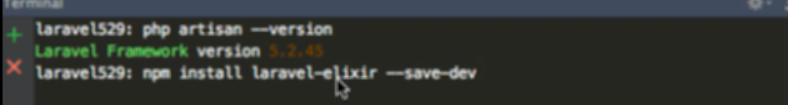 Terminal
laravel529: php artisan --version
Laravel Framework version 5.2.45
laravel529: npm install laravel-elixir --save-dev